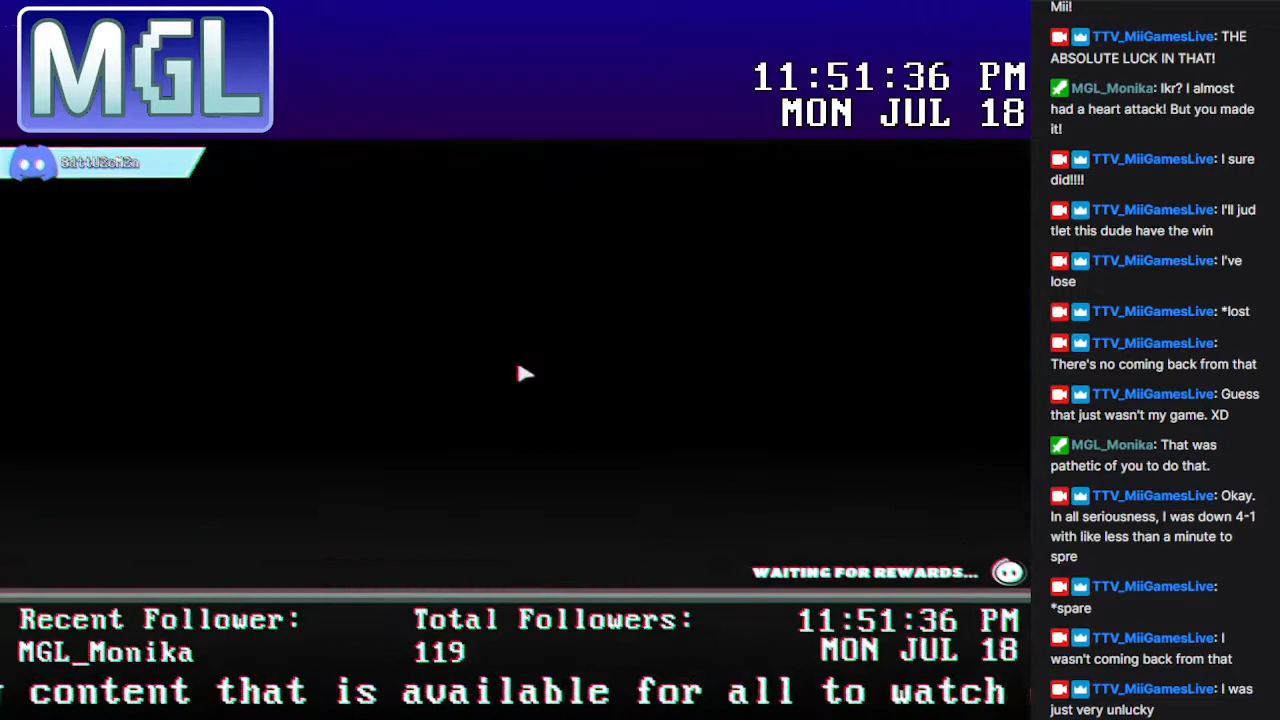 MGL
11:51:36 PM
MON JUL 18
WAITING FOR REWARDS...
Recent Follower:
MGL_Monika
Total Followers:
119
11:51:36 PM
MON JUL 18
content that is available for all to watch
Mii!
TTV_MiiGamesLive: THE
ABSOLUTE LUCK IN THAT!
MGL_Monika: Ikr? I almost
had a heart attack! But you made
it!
TTV_MiiGamesLive: I sure
did!!!!
TTV_MiiGamesLive: I'll jud
tlet this dude have the win
TTV_MiiGamesLive: I've
lose
TTV_MiiGamesLive: *lost
TTV_MiiGamesLive:
There's no coming back from that
TTV_MiiGamesLive: Guess
that just wasn't my game. XD
MGL_Monika: That was
pathetic of you to do that.
TTV_MiiGamesLive: Okay.
In all seriousness, I was down 4-1
with like less than a minute to
spre
TTV_MiiGamesLive:
*spare
TTV_MiiGamesLive: I
wasn't coming back from that
TTV_MiiGamesLive: I was
just very unlucky